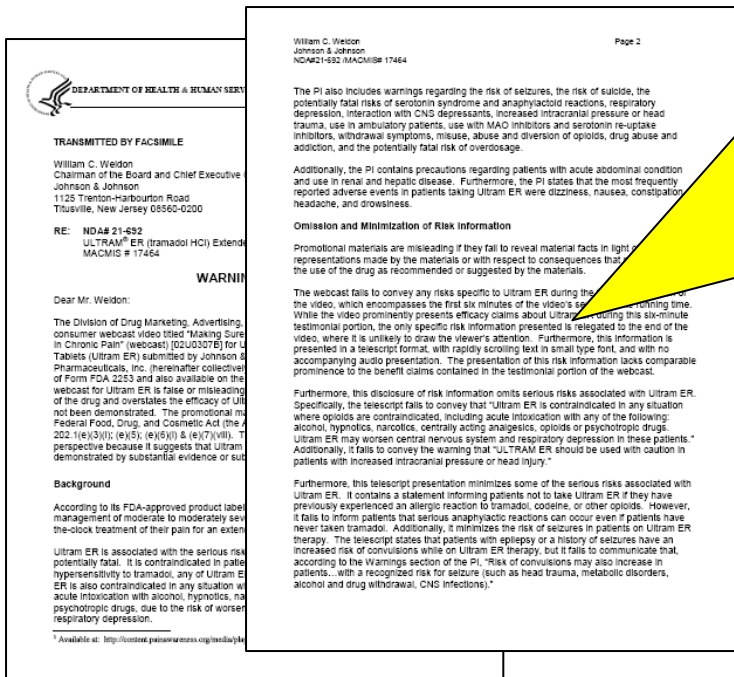 DEPARTMENT OF HEALTH & HUMAN SERV
TRANSMITTED BY FACSIMILE
William C. Weldon
Chairman of the Board and Chief Executive
Johnson & Johnson
1125 Trenton-Harbourton Road
Titusville, New Jersey 08560-0200
RE: NDA# 21-692
ULTRAM® ER (tramadol HCl) Extende
MACMIS # 17464
WARNIN
Dear Mr. Weldon:
The Division of Drug Marketing, Advertising,
consumer webcast video titled "Making Sure
in Chronic Pain" (webcast) [02U0307B] for U
Tablets (Ultram ER) submitted by Johnson &
Pharmaceuticals, Inc. (hereinafter collectivel
of Form FDA 2253 and also available on the
webcast for Ultram ER is false or misleading
of the drug and overstates the efficacy of Ult
not been demonstrated. The promotional ma
Federal Food, Drug, and Cosmetic Act (the A
202.1(e)(3)(i); (e)(5); (e)(6)(i) & (e)(7)(viii). T
perspective because it suggests that Ultram
demonstrated by substantial evidence or sub
Background
According to its FDA-approved product label
management of moderate to moderately sev
the-clock treatment of their pain for an exten
Ultram ER is associated with the serious risk
potentially fatal. It is contraindicated in patie
hypersensitivity to tramadol, any of Ultram E
ER is also contraindicated in any situation wh
acute intoxication with alcohol, hypnotics, na
psychotropic drugs, due to the risk of worsen
respiratory depression.
1 Available at: http://content.painawareness.org/media/pla
William C. Weldon Page 2
Johnson & Johnson
NDA#21-692 /MACMIS# 17464
The PI also includes warnings regarding the risk of seizures, the risk of suicide, the
potentially fatal risks of serotonin syndrome and anaphylactoid reactions, respiratory
depression, interaction with CNS depressants, increased intracranial pressure or head
trauma, use in ambulatory patients, use with MAO inhibitors and serotonin re-uptake
inhibitors, withdrawal symptoms, misuse, abuse and diversion of opioids, drug abuse and
addiction, and the potentially fatal risk of overdosage.
Additionally, the PI contains precautions regarding patients with acute abdominal condition
and use in renal and hepatic disease. Furthermore, the PI states that the most frequently
reported adverse events in patients taking Ultram ER were dizziness, nausea, constipation
headache, and drowsiness.
Omission and Minimization of Risk Information
Promotional materials are misleading if they fail to reveal material facts in light
representations made by the materials or with respect to consequences that
the use of the drug as recommended or suggested by the materials.
The webcast fails to convey any risks specific to Ultram ER during the
the video, which encompasses the first six minutes of the video's running time.
While the video prominently presents efficacy claims about Ultram during this six-minute
testimonial portion, the only specific risk information presented is relegated to the end of the
video, where it is unlikely to draw the viewer's attention. Furthermore, this information is
presented in a telescript format, with rapidly scrolling text in small type font, and with no
accompanying audio presentation. The presentation of this risk information lacks comparable
prominence to the benefit claims contained in the testimonial portion of the webcast.
Furthermore, this disclosure of risk information omits serious risks associated with Ultram ER.
Specifically, the telescript fails to convey that "Ultram ER is contraindicated in any situation
where opioids are contraindicated, including acute intoxication with any of the following:
alcohol, hypnotics, narcotics, centrally acting analgesics, opioids or psychotropic drugs.
Ultram ER may worsen central nervous system and respiratory depression in these patients."
Additionally, it fails to convey the warning that "ULTRAM ER should be used with caution in
patients with increased intracranial pressure or head injury."
Furthermore, this telescript presentation minimizes some of the serious risks associated with
Ultram ER. It contains a statement informing patients not to take Ultram ER if they have
previously experienced an allergic reaction to tramadol, codeine, or other opioids. However,
it fails to inform patients that serious anaphylactic reactions can occur even if patients have
never taken tramadol. Additionally, it minimizes the risk of seizures in patients on Ultram ER
therapy. The telescript states that patients with epilepsy or a history of seizures have an
increased risk of convulsions while on Ultram ER therapy, but it fails to communicate that,
according to the Warnings section of the PI, "Risk of convulsions may also increase in
patients...with a recognized risk for seizure (such as head trauma, metabolic disorders,
alcohol and drug withdrawal, CNS infections)."